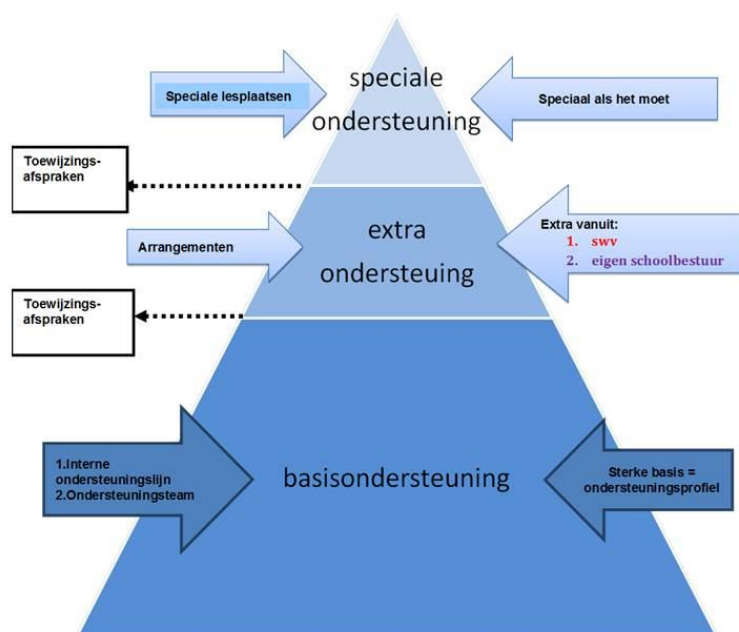 speciale
ondersteuning
Speciale lesplaatsen
Speciaal als het moet
Toewijzings-
afspraken
extra
ondersteuing
Arrangementen
Extra vanuit:
1. swv
2. eigen schoolbestuur
Toewijzings-
afspraken
basisondersteuning
1.Interne
ondersteuningslijn
2.Ondersteuningsteam
Sterke basis =
ondersteuningsprofiel